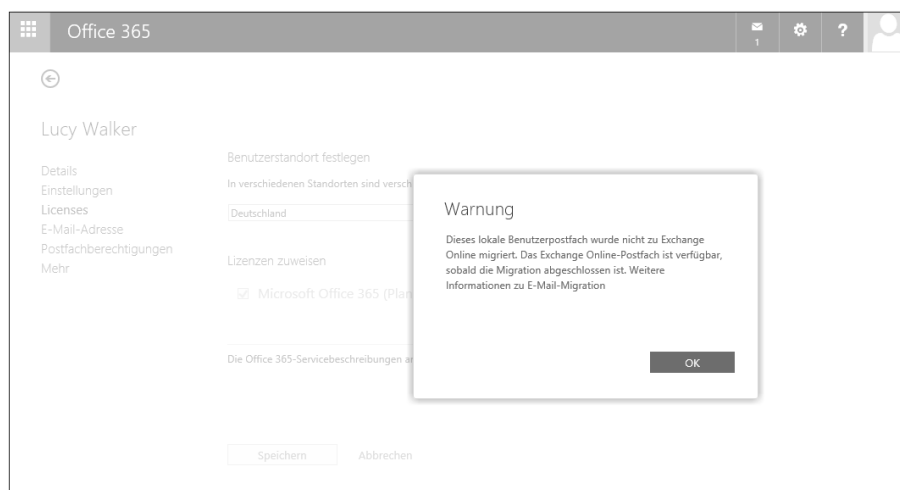 Office 365
1
?
Lucy Walker
Details
Einstellungen
Licenses
E-Mail-Adresse
Postfachberechtigungen
Mehr
Benutzerstandort festlegen
In verschiedenen Standorten sind
Deutschland
Lizenzen zuweisen
Microsoft Office 365 (Plan
Die Office 365-Servicebeschreibungen
Speichern Abbrechen
Warnung
Dieses lokale Benutzerpostfach wurde nicht zu Exchange
Online migriert. Das Exchange Online-Postfach ist verfügbar,
sobald die Migration abgeschlossen ist. Weitere
Informationen zu E-Mail-Migration
OK